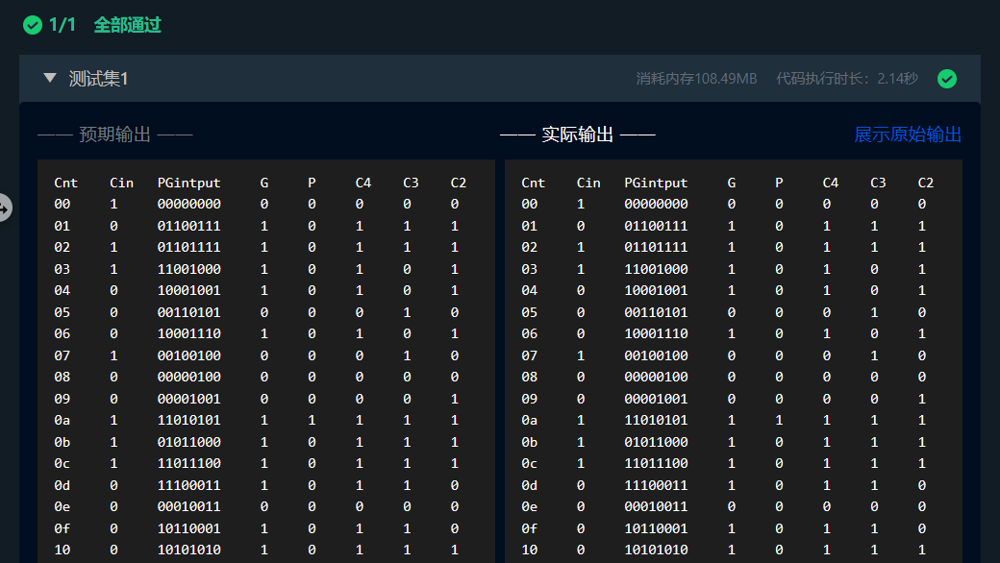 1/1 全部通过
测试集1 消耗内存108.49MB 代码执行时长：2.14秒
—— 预期输出 —— —— 实际输出 —— 展示原始输出
Cnt Cin PGintput G P C4 C3 C2 Cnt Cin PGintput G P C4 C3 C2
00 1 00000000 0 0 0 0 0 00 1 00000000 0 0 0 0 0
01 0 01100111 1 0 1 1 1 01 0 01100111 1 0 1 1 1
02 1 01101111 1 0 1 1 1 02 1 01101111 1 0 1 1 1
03 1 11001000 1 0 1 0 1 03 1 11001000 1 0 1 0 1
04 0 10001001 1 0 1 0 1 04 0 10001001 1 0 1 0 1
05 0 00110101 0 0 0 1 0 05 0 00110101 0 0 0 1 0
06 0 10001110 1 0 1 0 1 06 0 10001110 1 0 1 0 1
07 1 00100100 0 0 0 1 0 07 1 00100100 0 0 0 1 0
08 0 00000100 0 0 0 0 0 08 0 00000100 0 0 0 0 0
09 0 00001001 0 0 0 0 1 09 0 00001001 0 0 0 0 1
0a 1 11010101 1 1 1 1 1 0a 1 11010101 1 1 1 1 1
0b 1 01011000 1 0 1 1 1 0b 1 01011000 1 0 1 1 1
0c 1 11011100 1 0 1 1 1 0c 1 11011100 1 0 1 1 1
0d 0 11100011 1 0 1 1 0 0d 0 11100011 1 0 1 1 0
0e 0 00010011 0 0 0 0 0 0e 0 00010011 0 0 0 0 0
0f 0 10110001 1 0 1 1 0 0f 0 10110001 1 0 1 1 0
10 0 10101010 1 0 1 1 1 10 0 10101010 1 0 1 1 1